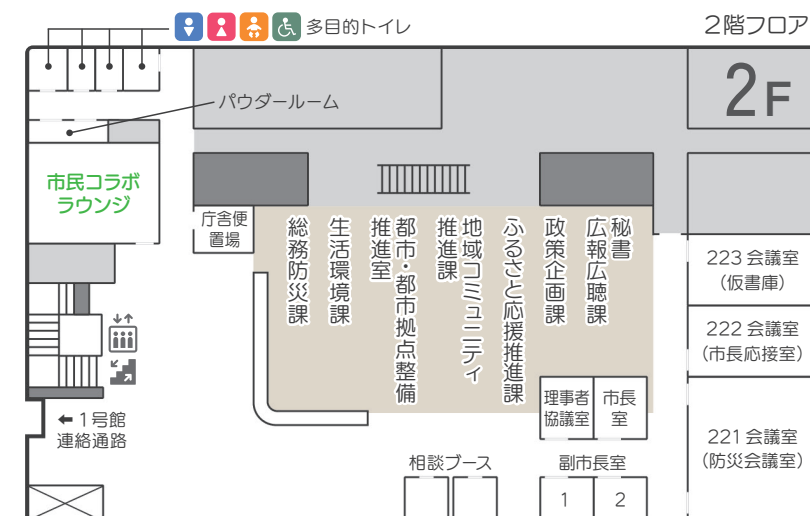 多目的トイレ
2階フロア
2F
パウダールーム
市民コラボ
ラウンジ
庁舎便
置場
総務防災課
生活環境課
都市・都市拠点整備
推進室
地域コミュニティ
推進課
ふるさと応援推進課
政策企画課
秘書
広報広聴課
223 会議室
（仮書庫）
222 会議室
（市長応接室）
理事者
協議室
市長
室
221 会議室
（防災会議室）
1号館
連絡通路
相談ブース
副市長室
1
2